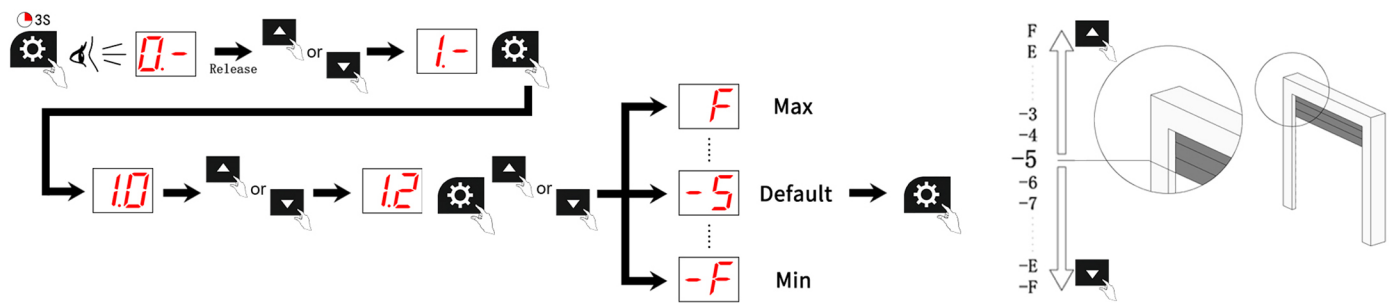 3S
0.-
Release
or
1.-
F
Max
1.0
or
1.2
or
-5
Default
-F
Min
F
E
-3
-4
-5
-6
-7
-E
-F